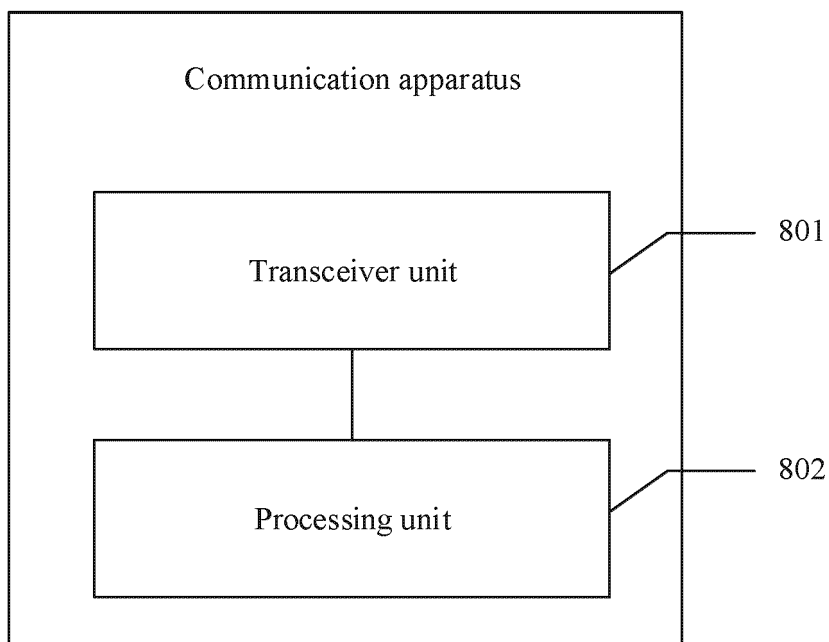 Communication apparatus
Transceiver unit
801
Processing unit
802